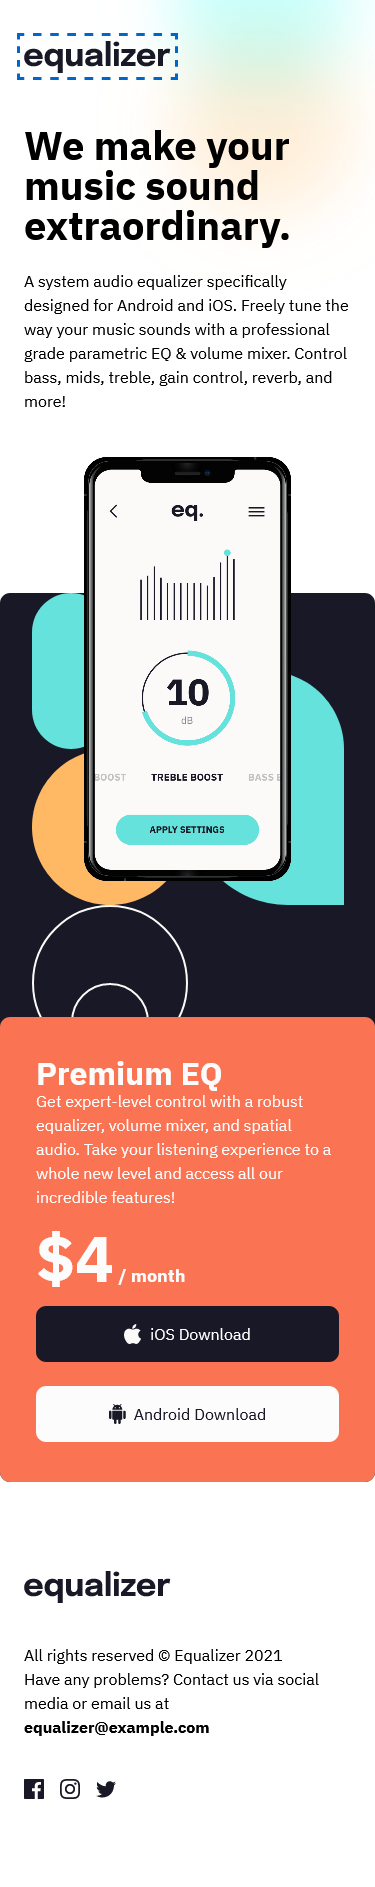 equalizer
We make your
music sound
extraordinary.
A system audio equalizer specifically
designed for Android and iOS. Freely tune the
way your music sounds with a professional
grade parametric EQ & volume mixer. Control
bass, mids, treble, gain control, reverb, and
more!
eq.
10
dB
BOOST TREBLE BOOST BASS B
APPLY SETTINGS
Premium EQ
Get expert-level control with a robust
equalizer, volume mixer, and spatial
audio. Take your listening experience to a
whole new level and access all our
incredible features!
$4 / month
iOS Download
Android Download
equalizer
All rights reserved © Equalizer 2021
Have any problems? Contact us via social
media or email us at
equalizer@example.com